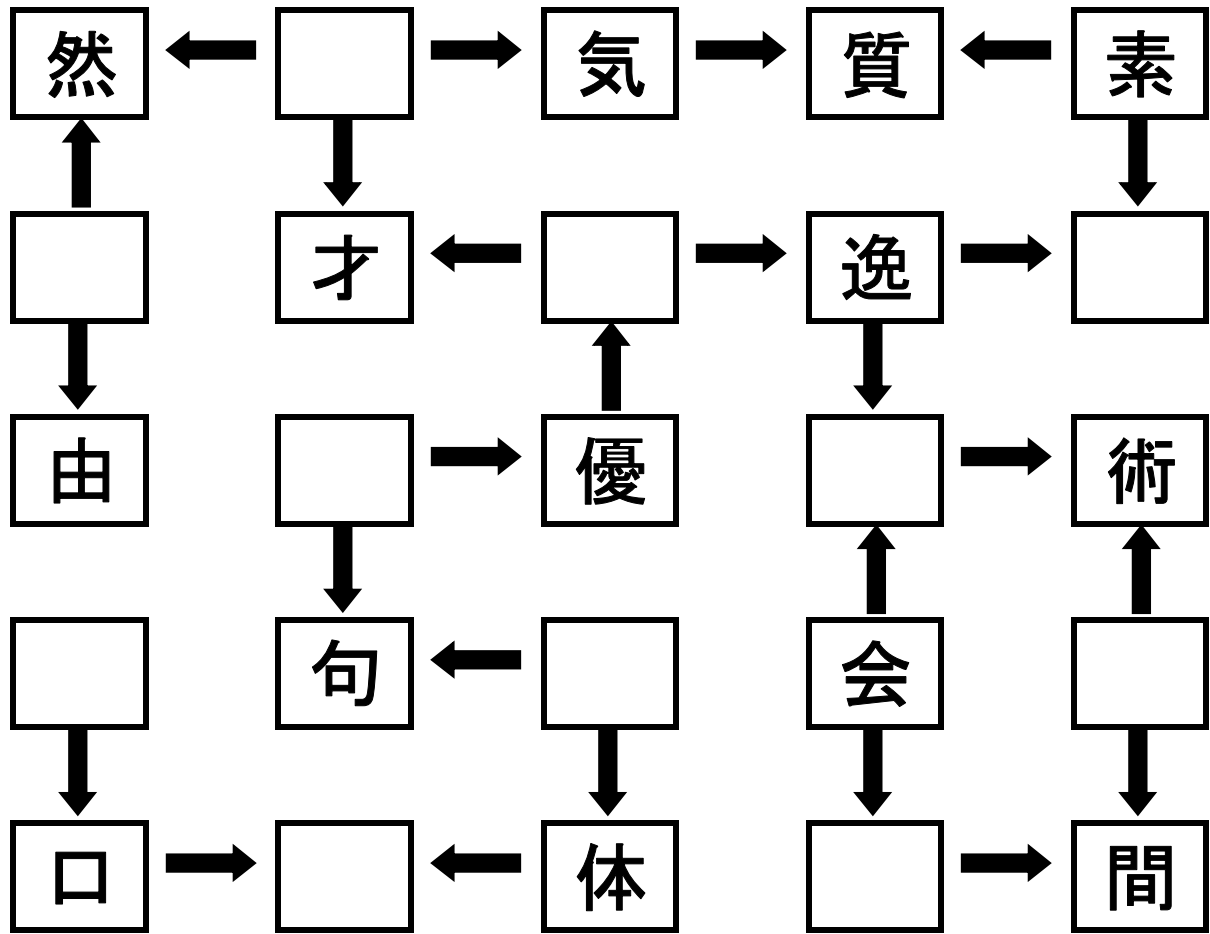 然 気 質 素
才 逸
由 優 術
句 会
口 体 間